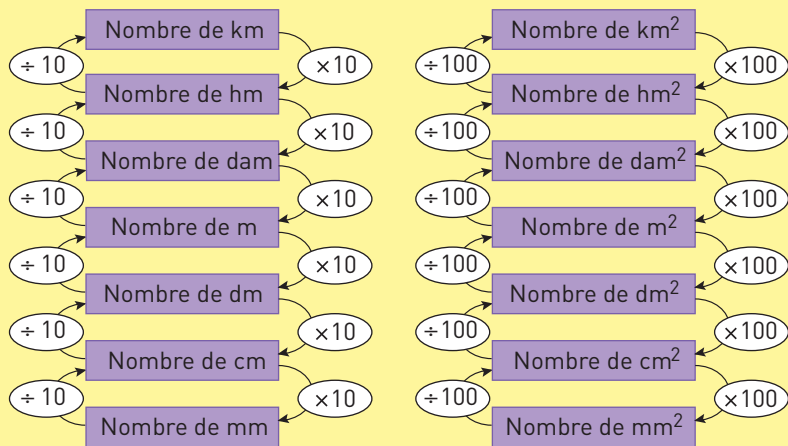 Nombre de km
÷ 10
×10
Nombre de hm
÷ 10
×10
Nombre de dam
÷ 10
×10
Nombre de m
÷ 10
×10
Nombre de dm
÷ 10
×10
Nombre de cm
÷ 10
×10
Nombre de mm
Nombre de km²
÷100
×100
Nombre de hm²
÷100
×100
Nombre de dam²
÷100
×100
Nombre de m²
÷100
×100
Nombre de dm²
÷100
×100
Nombre de cm²
÷100
×100
Nombre de mm²